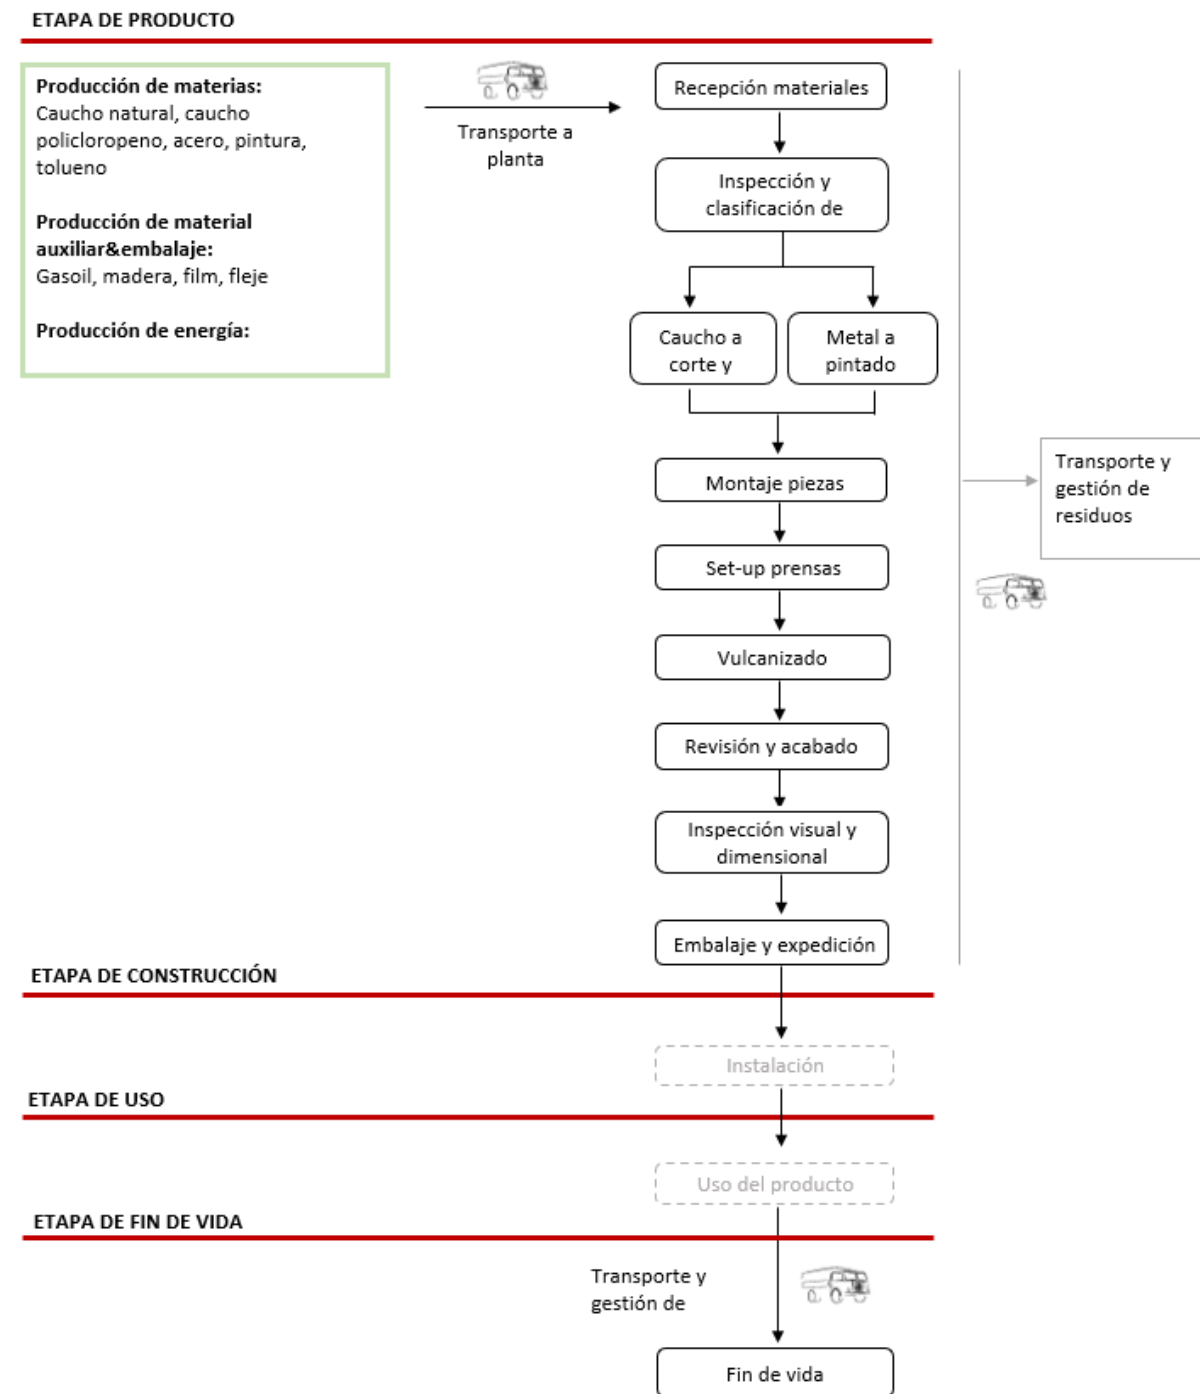 ETAPA DE PRODUCTO
Producción de materias:
Caucho natural, caucho
policloropeno, acero, pintura,
tolueno
Producción de material
auxiliar&embalaje:
Gasoil, madera, film, fleje
Producción de energía:
Transporte a
planta
Recepción materiales
Inspección y
clasificación de
Caucho a
corte y
Metal a
pintado
Montaje piezas
Set-up prensas
Vulcanizado
Revisión y acabado
Inspección visual y
dimensional
Embalaje y expedición
Transporte y
gestión de
residuos
ETAPA DE CONSTRUCCIÓN
Instalación
ETAPA DE USO
Uso del producto
ETAPA DE FIN DE VIDA
Transporte y
gestión de
Fin de vida